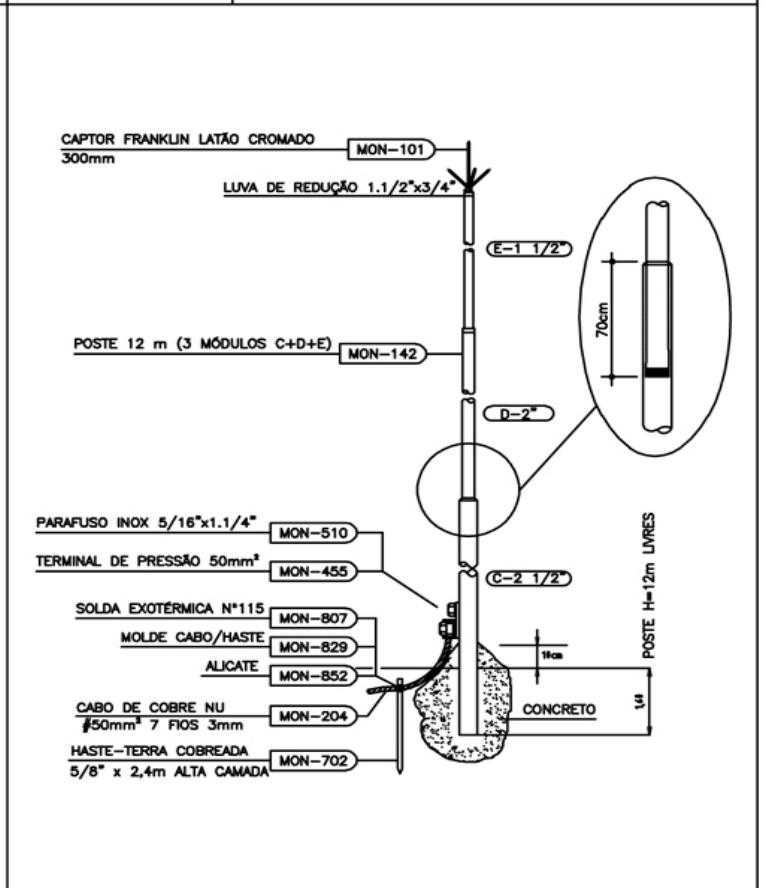 CAPTOR FRANKLIN LATÃO CROMADO
300mm
MON-101
LUVA DE REDUÇÃO 1.1/2"x3/4"
E-1 1/2"
70cm
POSTE 12 m (3 MÓDULOS C+D+E)
MON-142
D-2"
PARAFUSO INOX 5/16"x1.1/4"
MON-510
TERMINAL DE PRESSÃO 50mm²
MON-455
C-2 1/2"
POSTE H=12m LIVRES
SOLDA EXOTÉRMICA N°115
MON-807
MOLDE CABO/HASTE
MON-829
ALICATE
MON-852
CABO DE COBRE NU
#50mm² 7 FIOS 3mm
MON-204
CONCRETO
HASTE-TERRA COBREADA
5/8" x 2,4m ALTA CAMADA
MON-702